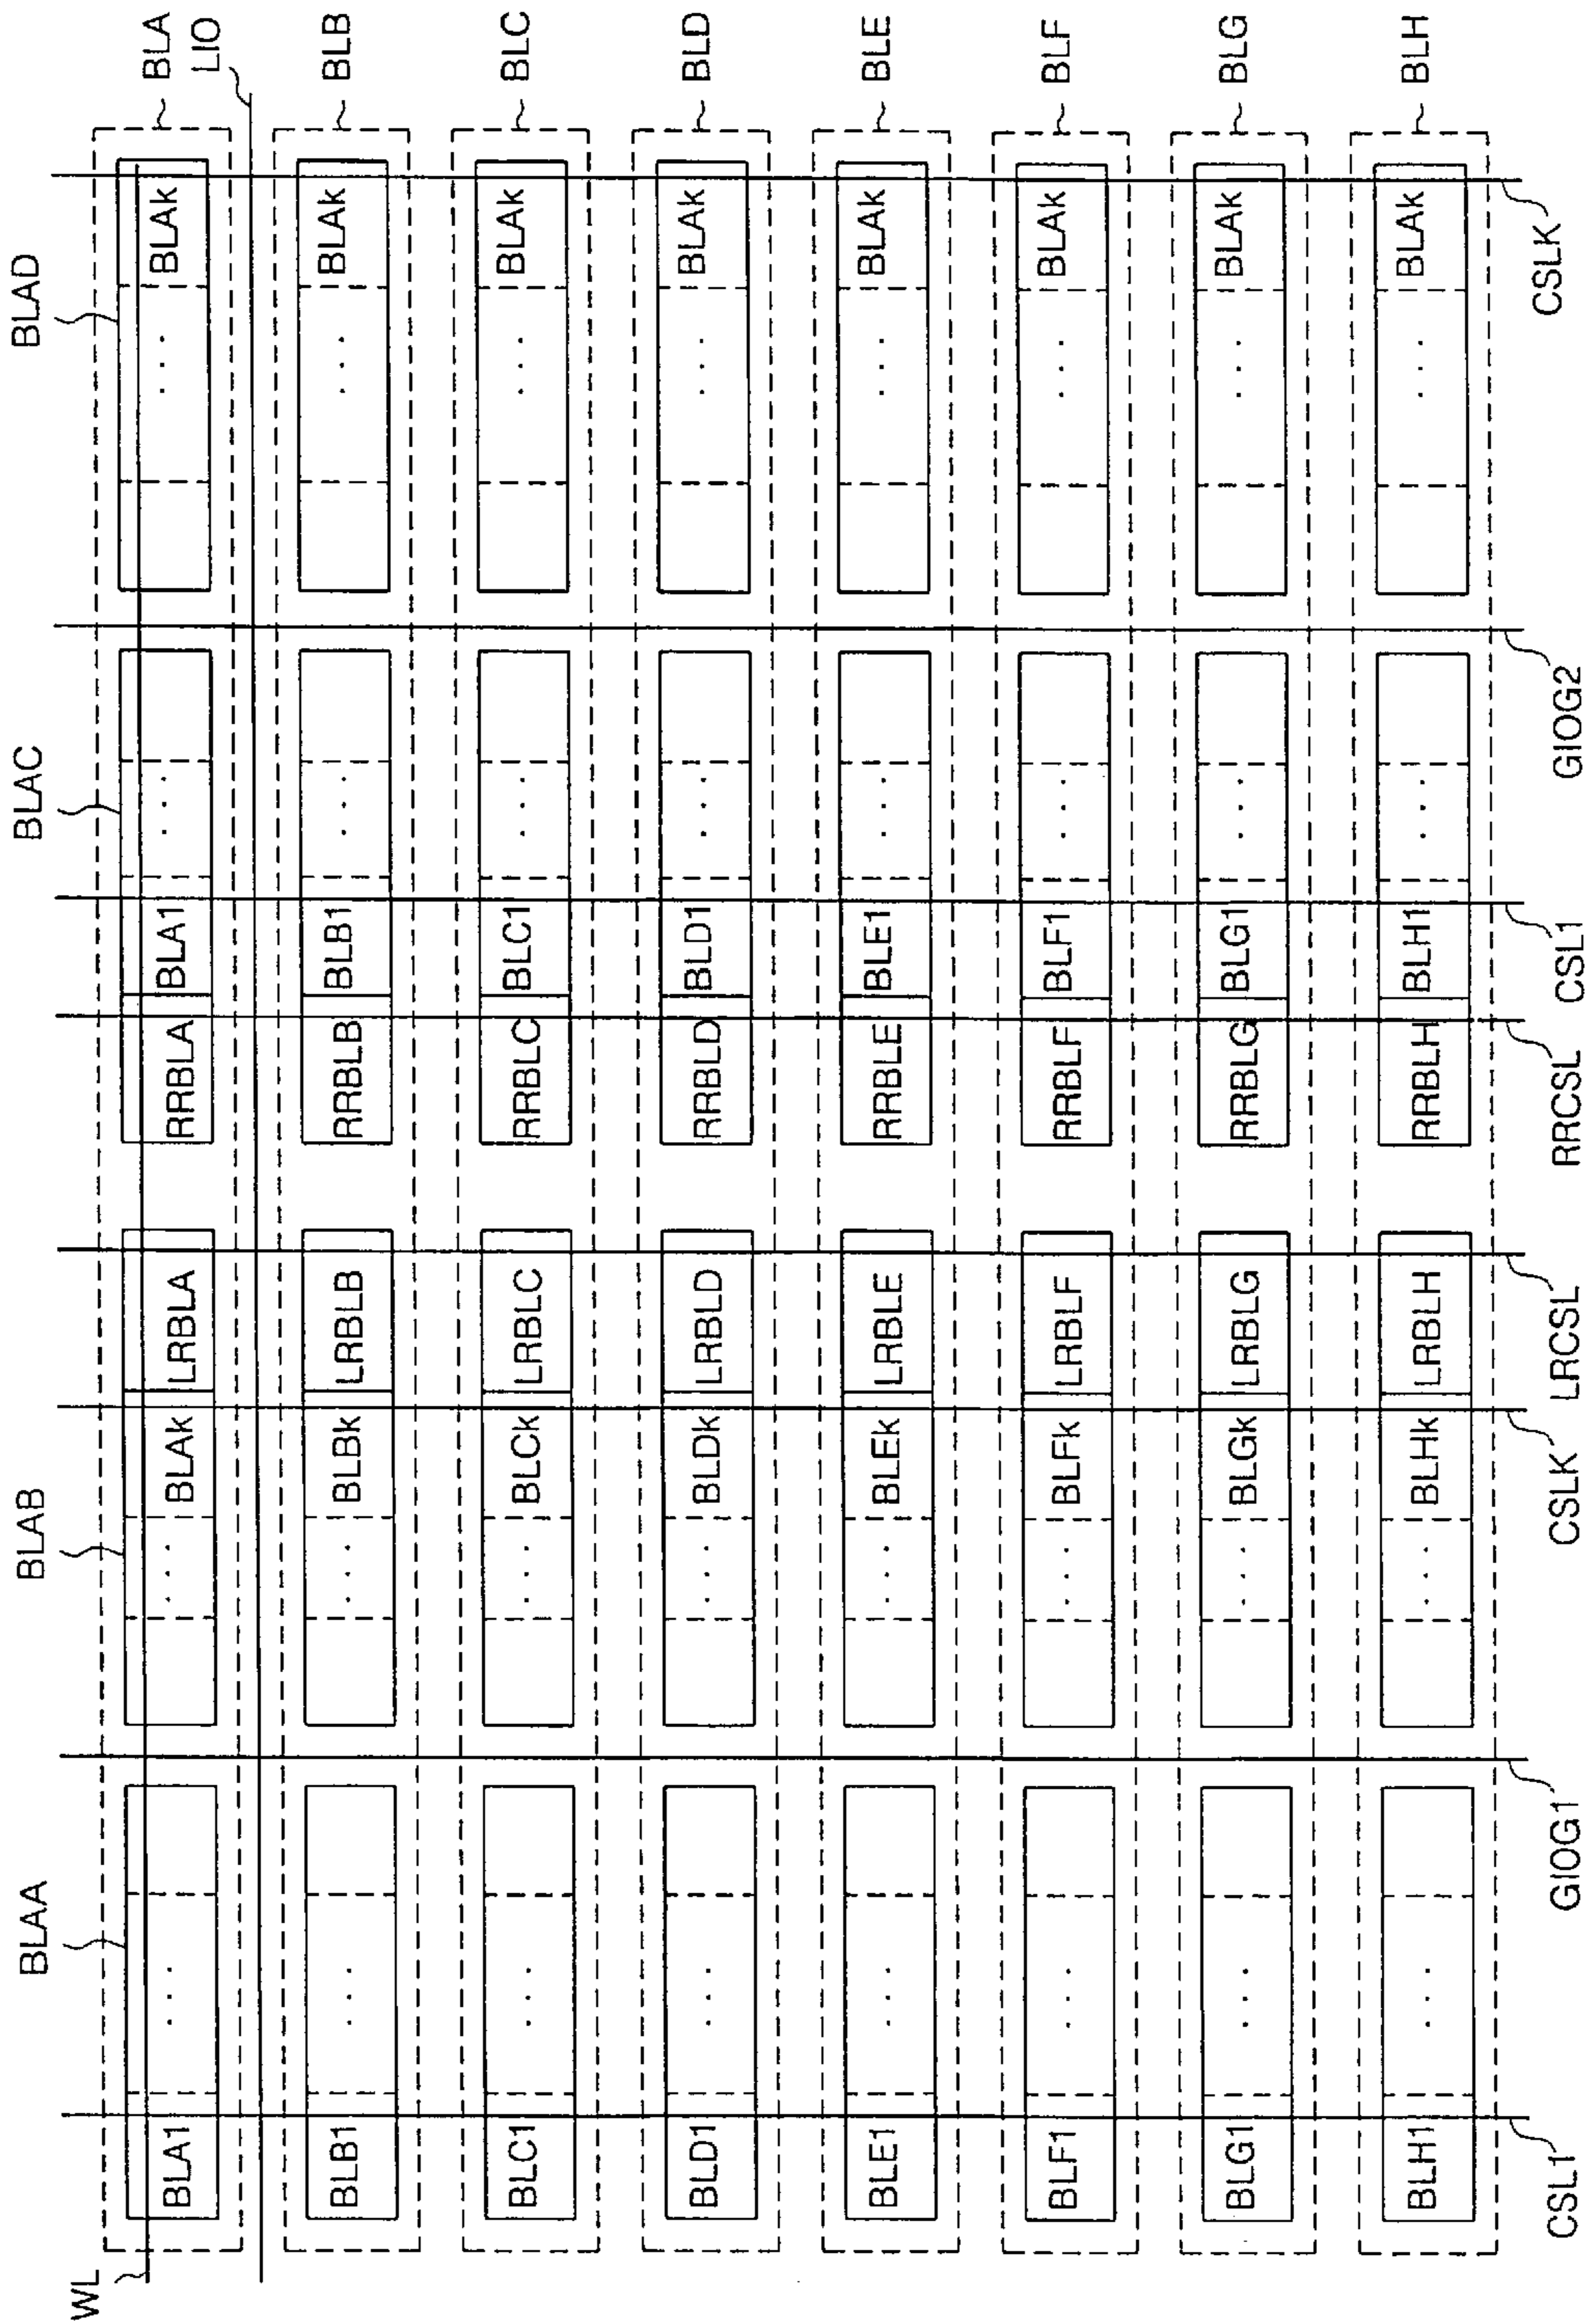 BLAA BLAB BLAC BLAD
WL
BLA1 ... ... BLAk LRBLA RRBLA BLA1 ... ... BLAk BLA
LIO
BLB1 ... ... BLBk LRBLB RRBLB BLB1 ... ... BLAk BLB
BLC1 ... ... BLCk LRBLC RRBLC BLC1 ... ... BLAk BLC
BLD1 ... ... BLDk LRBLD RRBLD BLD1 ... ... BLAk BLD
BLE1 ... ... BLEk LRBLE RRBLE BLE1 ... ... BLAk BLE
BLF1 ... ... BLFk LRBLF RRBLF BLF1 ... ... BLAk BLF
BLG1 ... ... BLGk LRBLG RRBLG BLG1 ... ... BLAk BLG
BLH1 ... ... BLHk LRBLH RRBLH BLH1 ... ... BLAk BLH
CSL1 GIOG1 CSLK LRCSL RRCSL CSL1 GIOG2 CSLK